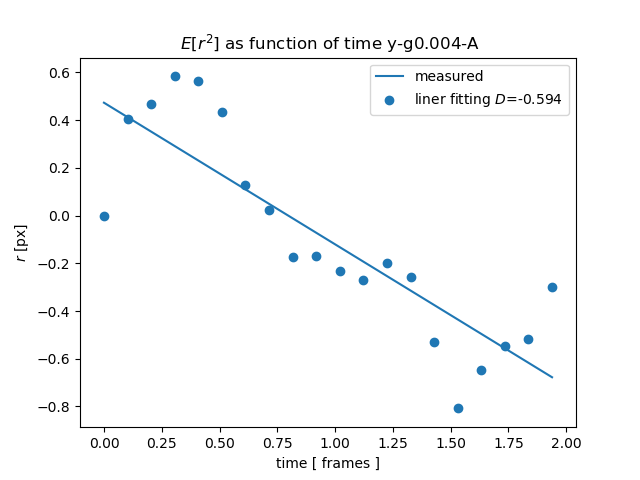 E[r²] as function of time y-g0.004-A
measured
liner fitting D=-0.594
0.6
0.4
0.2
0.0
−0.2
−0.4
−0.6
−0.8
r [px]
0.00 0.25 0.50 0.75 1.00 1.25 1.50 1.75 2.00
time [ frames ]